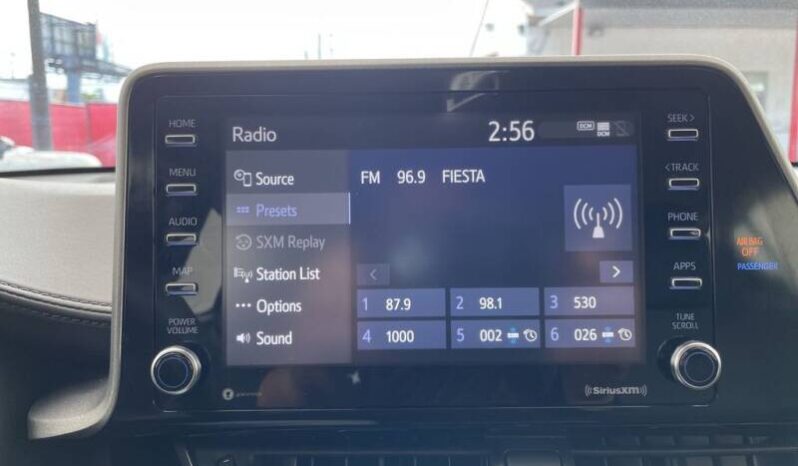 HOME
MENU
AUDIO
MAP
POWER
VOLUME
Radio
2:56
DCM
DCM
Source
Presets
SXM Replay
Station List
Options
Sound
FM 96.9 FIESTA
<
>
1 87.9
2 98.1
3 530
4 1000
5 002
6 026
SEEK >
< TRACK
PHONE
APPS
TUNE
SCROLL
((SiriusXM))
AIRBAG
OFF
PASSENGER